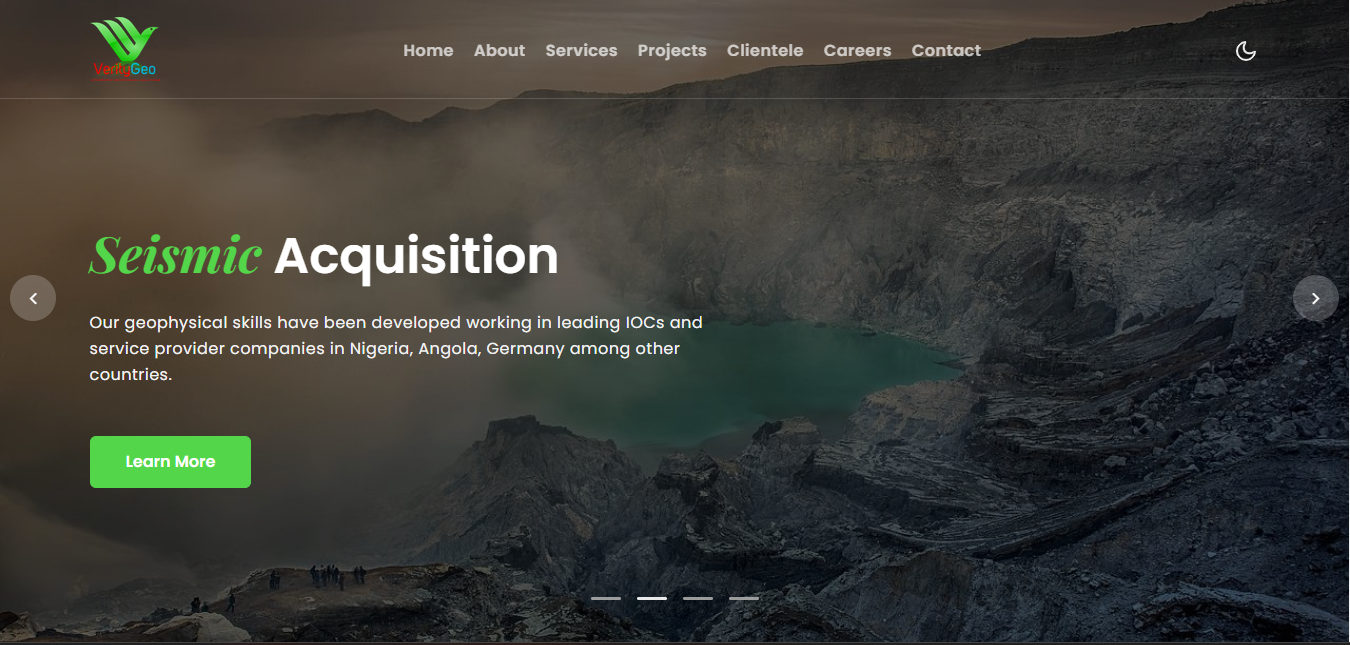 Home About Services Projects Clientele Careers Contact
Seismic Acquisition
Our geophysical skills have been developed working in leading IOCs and
service provider companies in Nigeria, Angola, Germany among other
countries.
Learn More